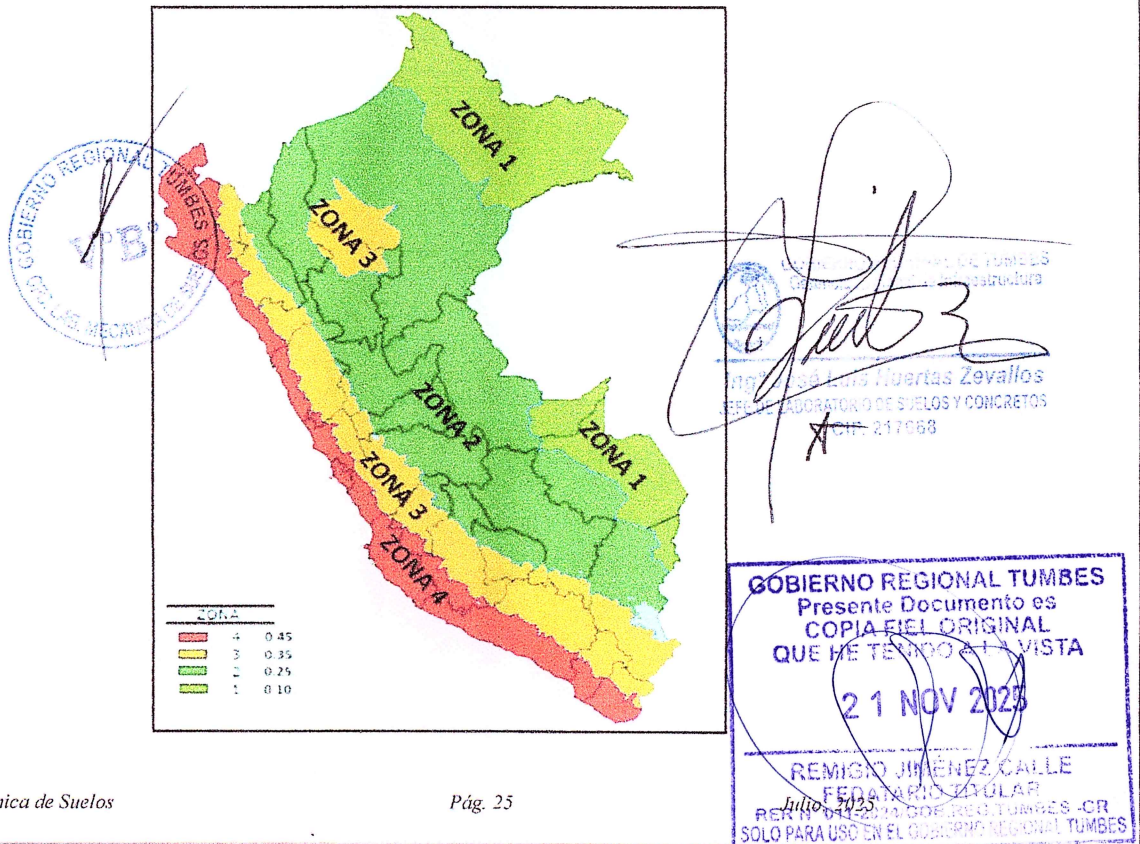 ZONA 1
ZONA 3
ZONA 2
ZONA 1
ZONA 3
ZONA 4
ZONA
4 0.45
3 0.35
2 0.25
1 0.10
GOBIERNO REGIONAL TUMBES
V°B°
Ing° José Luis Huertas Zevallos
JEFE DE LABORATORIO DE SUELOS Y CONCRETOS
CIP: 217668
GOBIERNO REGIONAL TUMBES
Presente Documento es
COPIA FIEL ORIGINAL
QUE HE TENIDO A LA VISTA
21 NOV 2025
REMIGIO JIMÉNEZ CALLE
FEDATARIO TITULAR
SOLO PARA USO EN EL GOBIERNO REGIONAL TUMBES
nica de Suelos
Pág. 25
Julio, 2025